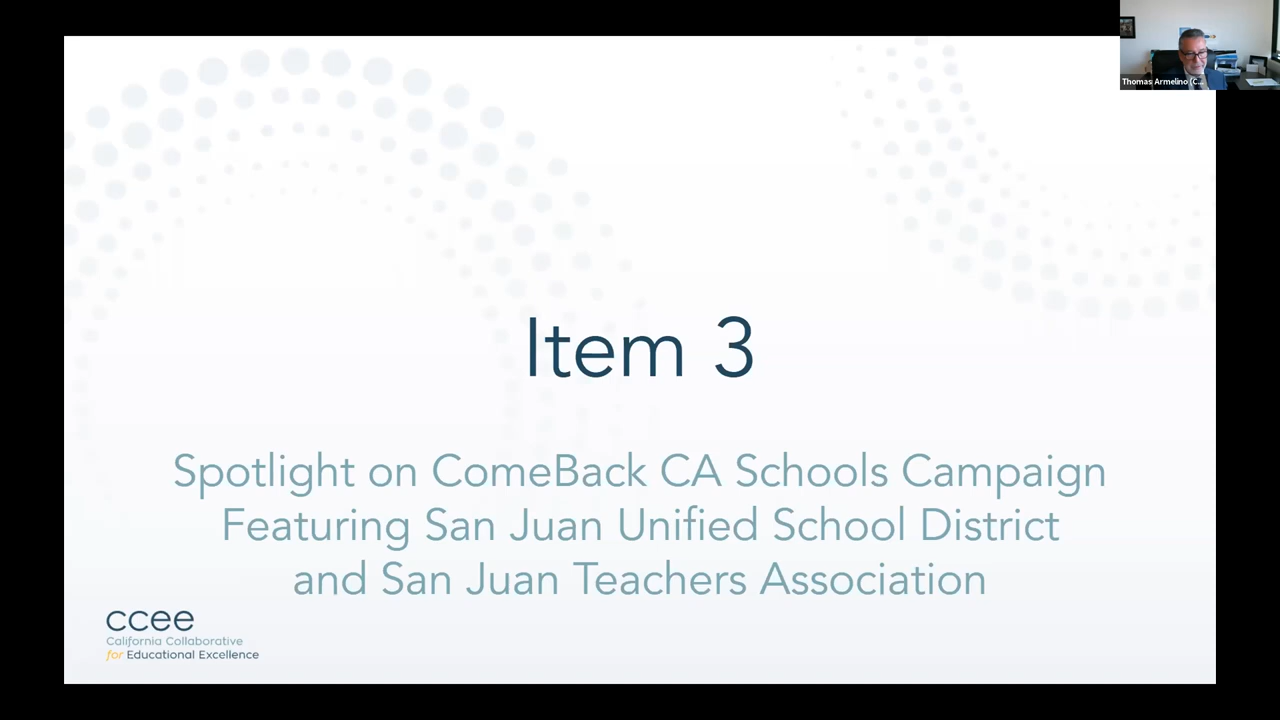 Thomas Armelino (C...
Item 3
Spotlight on ComeBack CA Schools Campaign
Featuring San Juan Unified School District
and San Juan Teachers Association
ccee
California Collaborative
for Educational Excellence